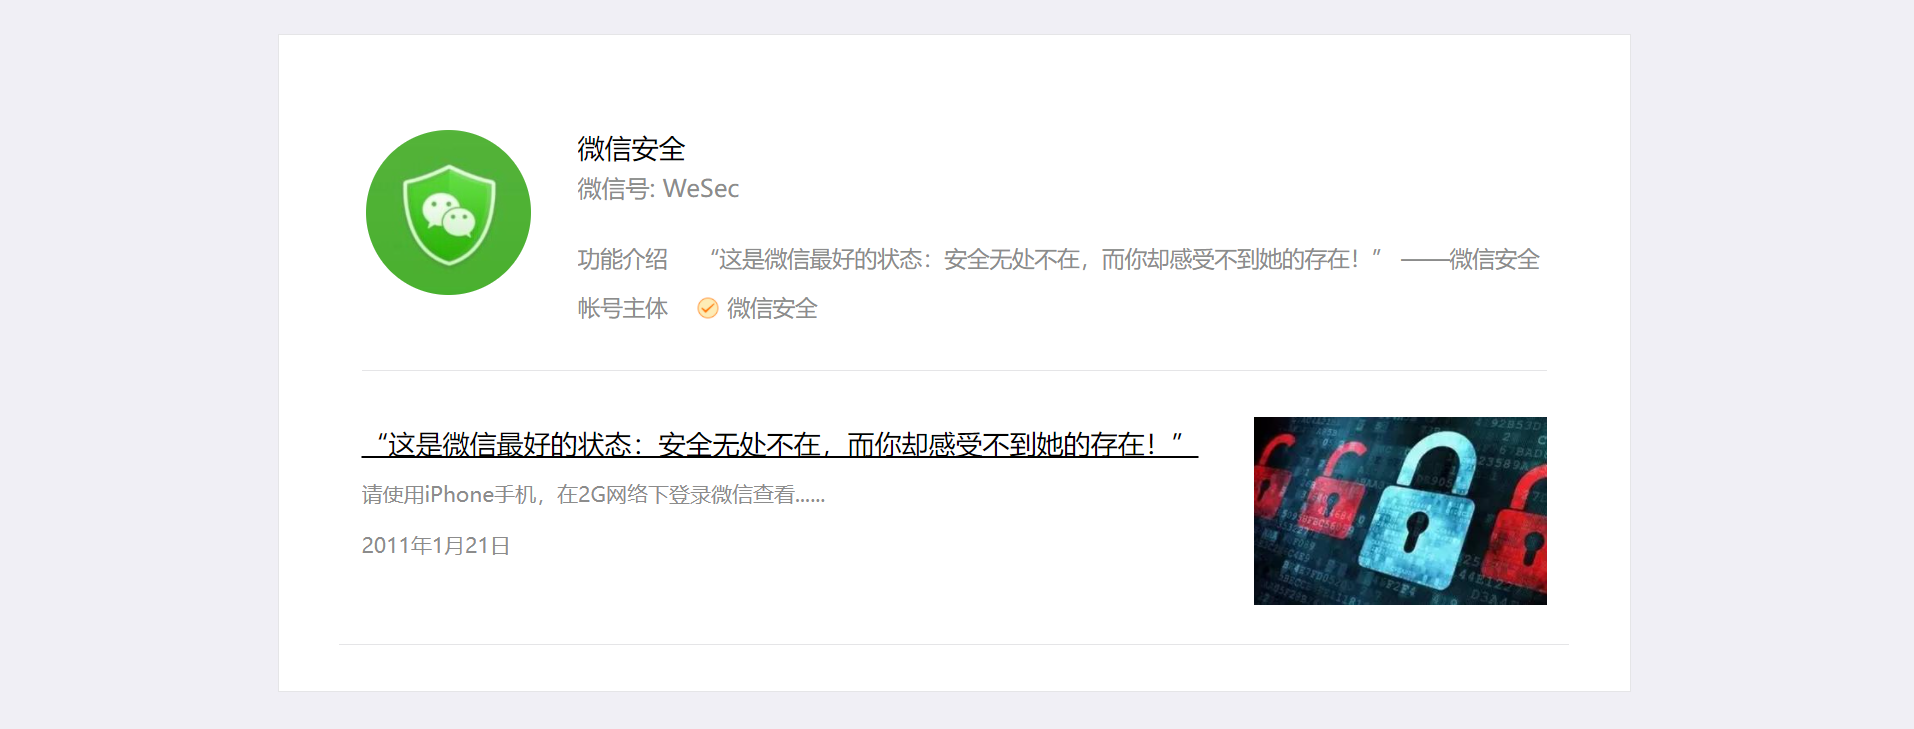 微信安全
微信号: WeSec
功能介绍 “这是微信最好的状态：安全无处不在，而你却感受不到她的存在！” ——微信安全
帐号主体 微信安全
“这是微信最好的状态：安全无处不在，而你却感受不到她的存在！”
请使用iPhone手机，在2G网络下登录微信查看......
2011年1月21日